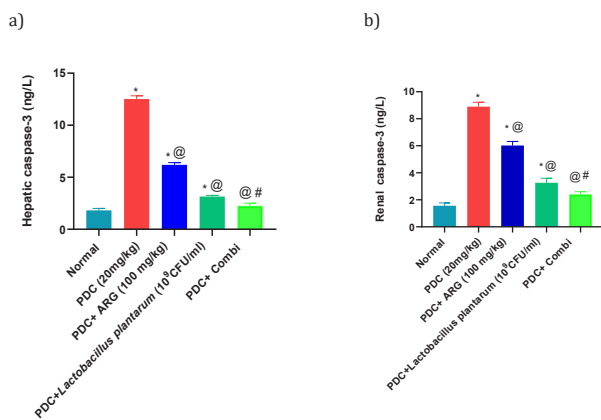 a)
Hepatic caspase-3 (ng/L)
15
10
5
0
*
* @
* @
@ #
Normal
PDC (20mg/kg)
PDC+ ARG (100 mg/kg)
PDC+Lactobacillus plantarum (10⁹CFU/ml)
PDC+ Combi
b)
Renal caspase-3 (ng/L)
10
8
6
4
2
0
*
* @
* @
@ #
Normal
PDC (20mg/kg)
PDC+ ARG (100 mg/kg)
PDC+Lactobacillus plantarum (10⁹CFU/ml)
PDC+ Combi